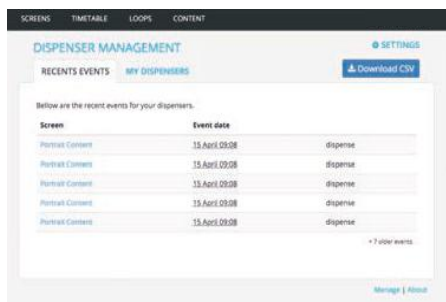 SCREENS TIMETABLE LOOPS CONTENT
DISPENSER MANAGEMENT SETTINGS
RECENTS EVENTS MY DISPENSERS Download CSV
Bellow are the recent events for your dispensers.
Screen Event date
Portrait Content 15 April 09:08 dispense
Portrait Content 15 April 09:08 dispense
Portrait Content 15 April 09:08 dispense
Portrait Content 15 April 09:08 dispense
Portrait Content 15 April 09:08 dispense
+ 7 older events
Manage | About